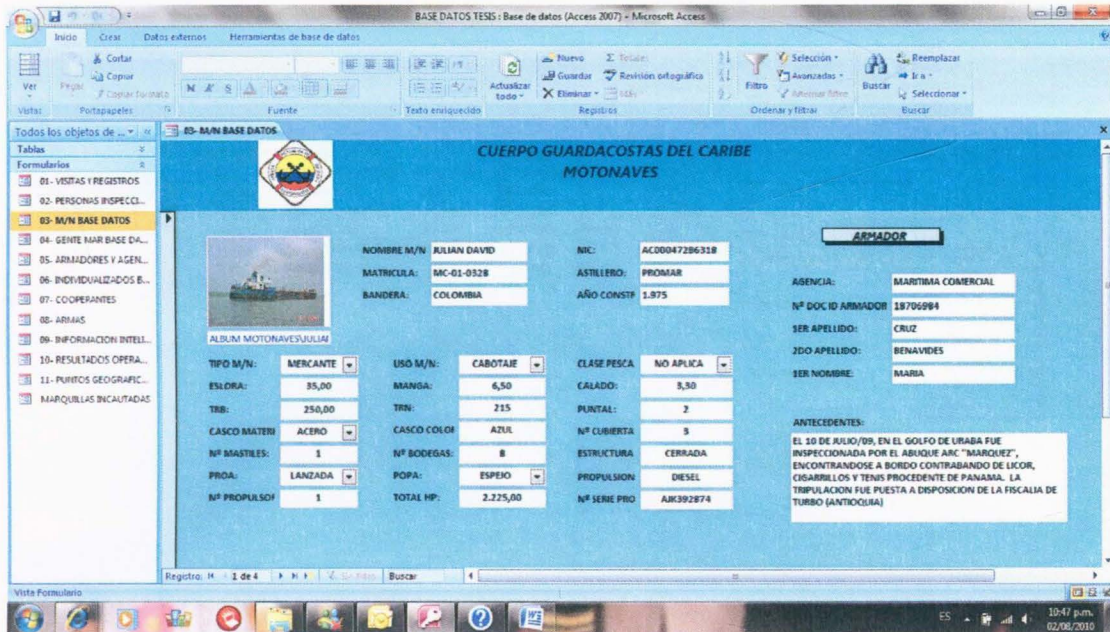 BASE DATOS TESIS : Base de datos (Access 2007) - Microsoft Access
Inicio Crear Datos externos Herramientas de base de datos
Ver
Vistas
Pegar
Cortar
Copiar
Copiar formato
Portapapeles
N K S
Fuente
Texto enriquecido
Actualizar
todo
Nuevo Σ Totales
Guardar Revisión ortográfica
Eliminar Más
Registros
Filtro
Selección
Avanzadas
Alternar filtro
Ordenar y filtrar
Buscar
Reemplazar
Ir a
Seleccionar
Buscar
Todos los objetos de ...
Tablas
Formularios
01- VISITAS Y REGISTROS
02- PERSONAS INSPECCI...
03- M/N BASE DATOS
04- GENTE MAR BASE DA...
05- ARMADORES Y AGEN...
06- INDIVIDUALIZADOS B...
07- COOPERANTES
08- ARMAS
09- INFORMACION INTELI...
10- RESULTADOS OPERA...
11- PUNTOS GEOGRAFIC...
MARQUILLAS INCAUTADAS
03- M/N BASE DATOS
CUERPO GUARDACOSTAS DEL CARIBE
MOTONAVES
ALBUM MOTONAVES\JULIAI
NOMBRE M/N JULIAN DAVID NIC: AC00047286318
MATRICULA: MC-01-0328 ASTILLERO: PROMAR
BANDERA: COLOMBIA AÑO CONSTF 1.975
TIPO M/N: MERCANTE USO M/N: CABOTAJE CLASE PESCA NO APLICA
ESLORA: 35,00 MANGA: 6,50 CALADO: 3,30
TRB: 250,00 TRN: 215 PUNTAL: 2
CASCO MATERI ACERO CASCO COLOI AZUL Nº CUBIERTA 3
Nº MASTILES: 1 Nº BODEGAS: 8 ESTRUCTURA CERRADA
PROA: LANZADA POPA: ESPEJO PROPULSION DIESEL
Nº PROPULSOI 1 TOTAL HP: 2.225,00 Nº SERIE PRO AJK392874
ARMADOR
AGENCIA: MARITIMA COMERCIAL
Nº DOC ID ARMADOR 18706984
1ER APELLIDO: CRUZ
2DO APELLIDO: BENAVIDES
1ER NOMBRE: MARIA
ANTECEDENTES:
EL 10 DE JULIO/09, EN EL GOLFO DE URABA FUE
INSPECCIONADA POR EL ABUQUE ARC "MARQUEZ",
ENCONTRANDOSE A BORDO CONTRABANDO DE LICOR,
CIGARRILLOS Y TENIS PROCEDENTE DE PANAMA. LA
TRIPULACION FUE PUESTA A DISPOSICION DE LA FISCALIA DE
TURBO (ANTIOQUIA)
Registro: 1 de 4 Sin filtro Buscar
Vista Formulario
ES 10:47 p.m.
02/08/2010